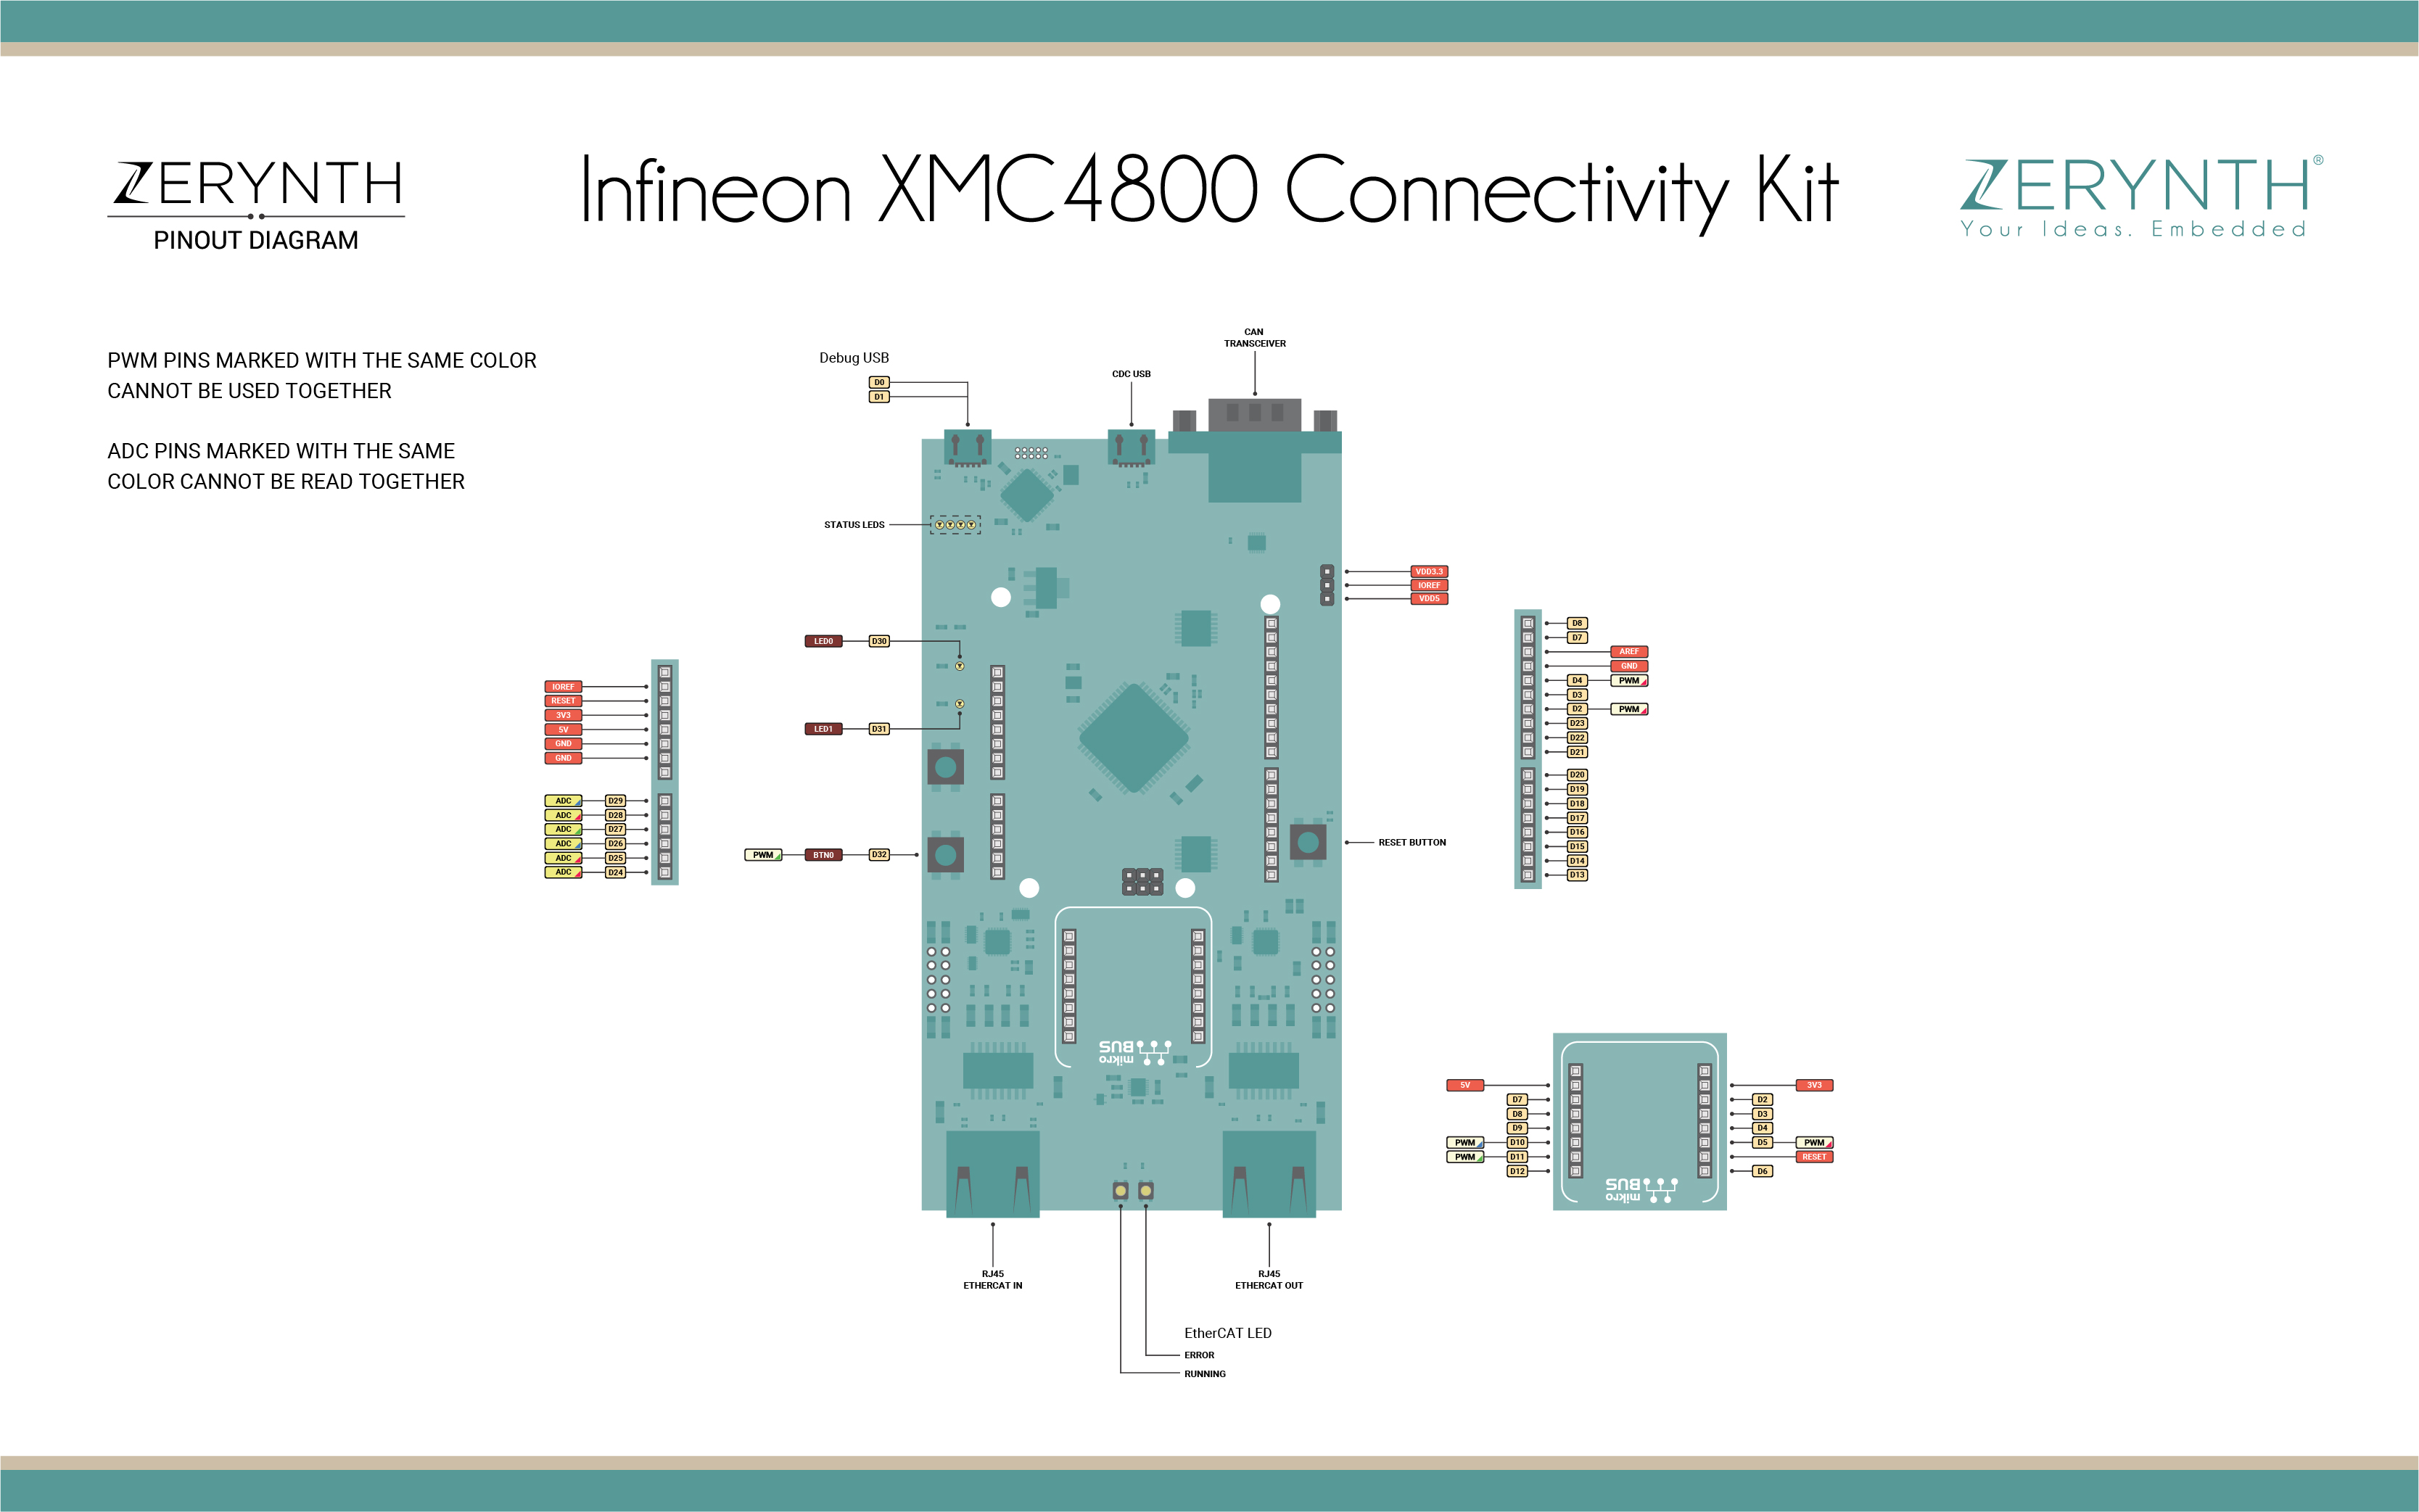 ZERYNTH
PINOUT DIAGRAM
Infineon XMC4800 Connectivity Kit
ZERYNTH®
Your Ideas. Embedded
PWM PINS MARKED WITH THE SAME COLOR
CANNOT BE USED TOGETHER
ADC PINS MARKED WITH THE SAME
COLOR CANNOT BE READ TOGETHER
Debug USB
D0
D1
CDC USB
CAN
TRANSCEIVER
STATUS LEDS
VDD3.3
IOREF
VDD5
LED0 D30
LED1 D31
IOREF
RESET
3V3
5V
GND
GND
ADC D29
ADC D28
ADC D27
ADC D26
ADC D25
ADC D24
PWM BTN0 D32
RESET BUTTON
D8
D7
AREF
GND
D4 PWM
D3
D2 PWM
D23
D22
D21
D20
D19
D18
D17
D16
D15
D14
D13
mikro
BUS
5V
D7
D8
D9
PWM D10
PWM D11
D12
mikro
BUS
3V3
D2
D3
D4
D5 PWM
RESET
D6
RJ45
ETHERCAT IN
RJ45
ETHERCAT OUT
EtherCAT LED
ERROR
RUNNING